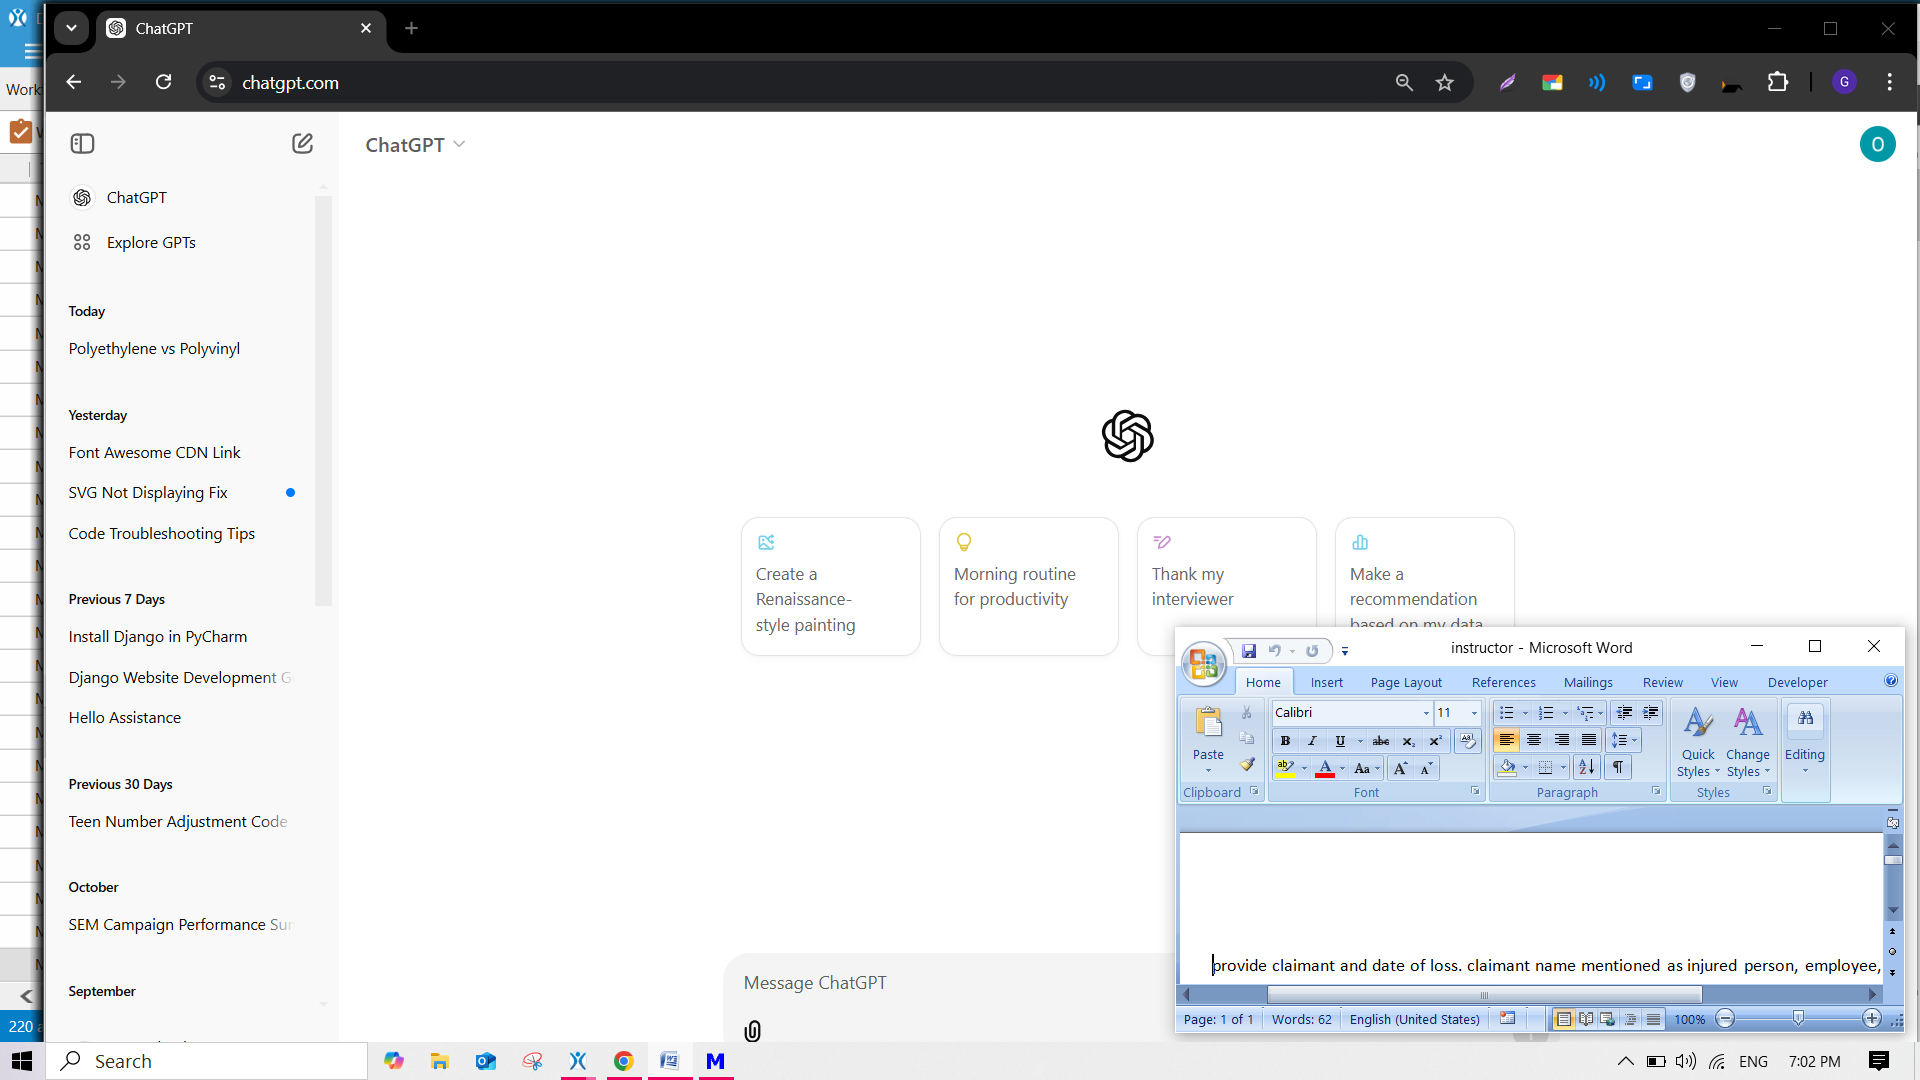 ChatGPT
chatgpt.com
G
Work
ChatGPT
O
ChatGPT
Explore GPTs
Today
Polyethylene vs Polyvinyl
Yesterday
Font Awesome CDN Link
SVG Not Displaying Fix
Code Troubleshooting Tips
Previous 7 Days
Install Django in PyCharm
Django Website Development G
Hello Assistance
Previous 30 Days
Teen Number Adjustment Code
October
SEM Campaign Performance Sum
September
Create a
Renaissance-
style painting
Morning routine
for productivity
Thank my
interviewer
Make a
recommendation
based on my data
Message ChatGPT
instructor - Microsoft Word
Home Insert Page Layout References Mailings Review View Developer
Paste
Clipboard
Calibri 11
B I U abc x₂ x² 
Aa A A
Font
Paragraph
Quick
Styles
Change
Styles
Styles
Editing
provide claimant and date of loss. claimant name mentioned as injured person, employee,
Page: 1 of 1 Words: 62 English (United States) 100%
220
Search
ENG 7:02 PM